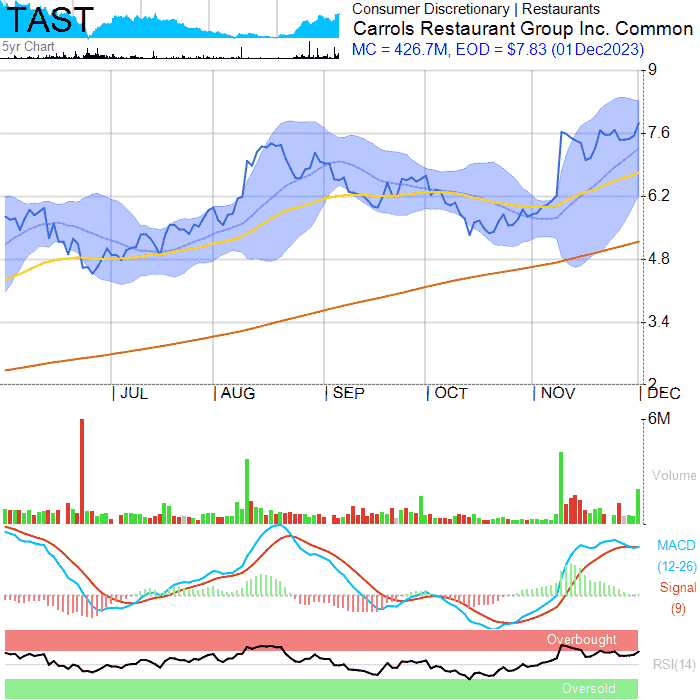 TAST
Consumer Discretionary | Restaurants
Carrols Restaurant Group Inc. Common
MC = 426.7M, EOD = $7.83 (01Dec2023)
5yr Chart
9
7.6
6.2
4.8
3.4
2
JUL AUG SEP OCT NOV DEC
6M
Volume
MACD
(12-26)
Signal
(9)
Overbought
RSI(14)
Oversold